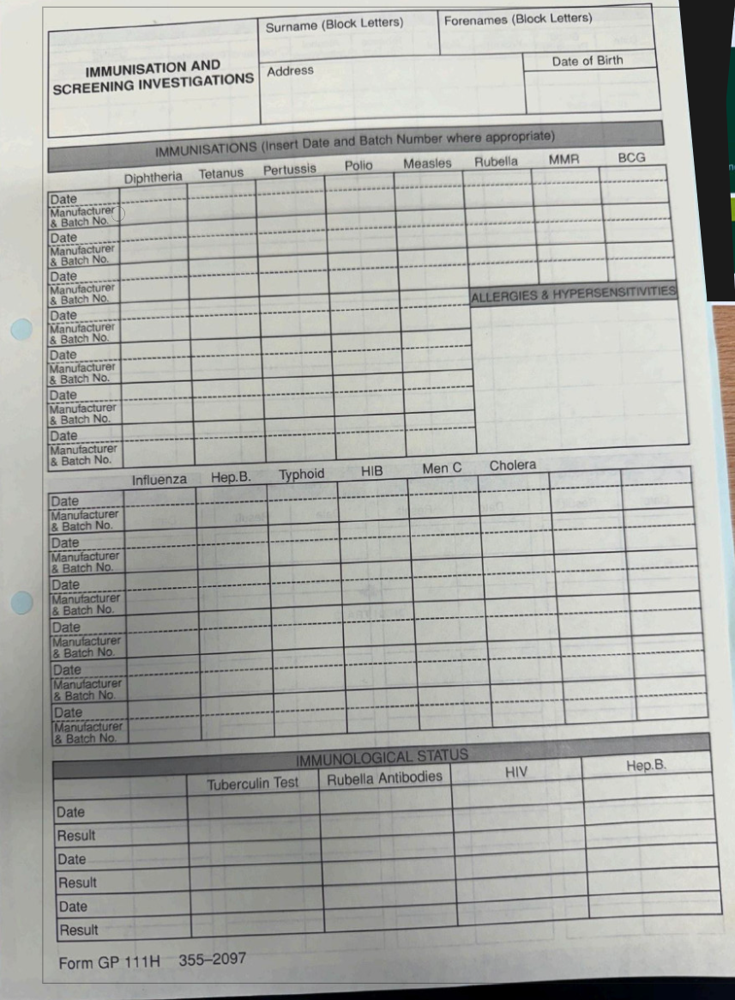 Surname (Block Letters) Forenames (Block Letters)
IMMUNISATION AND
SCREENING INVESTIGATIONS
Address Date of Birth
IMMUNISATIONS (Insert Date and Batch Number where appropriate)
Diphtheria Tetanus Pertussis Polio Measles Rubella MMR BCG
Date
Manufacturer
& Batch No.
Date
Manufacturer
& Batch No.
Date
Manufacturer
& Batch No.
ALLERGIES & HYPERSENSITIVITIES
Date
Manufacturer
& Batch No.
Date
Manufacturer
& Batch No.
Date
Manufacturer
& Batch No.
Date
Manufacturer
& Batch No.
Influenza Hep.B. Typhoid HIB Men C Cholera
Date
Manufacturer
& Batch No.
Date
Manufacturer
& Batch No.
Date
Manufacturer
& Batch No.
Date
Manufacturer
& Batch No.
Date
Manufacturer
& Batch No.
Date
Manufacturer
& Batch No.
IMMUNOLOGICAL STATUS
Tuberculin Test Rubella Antibodies HIV Hep.B.
Date
Result
Date
Result
Date
Result
Form GP 111H 355–2097